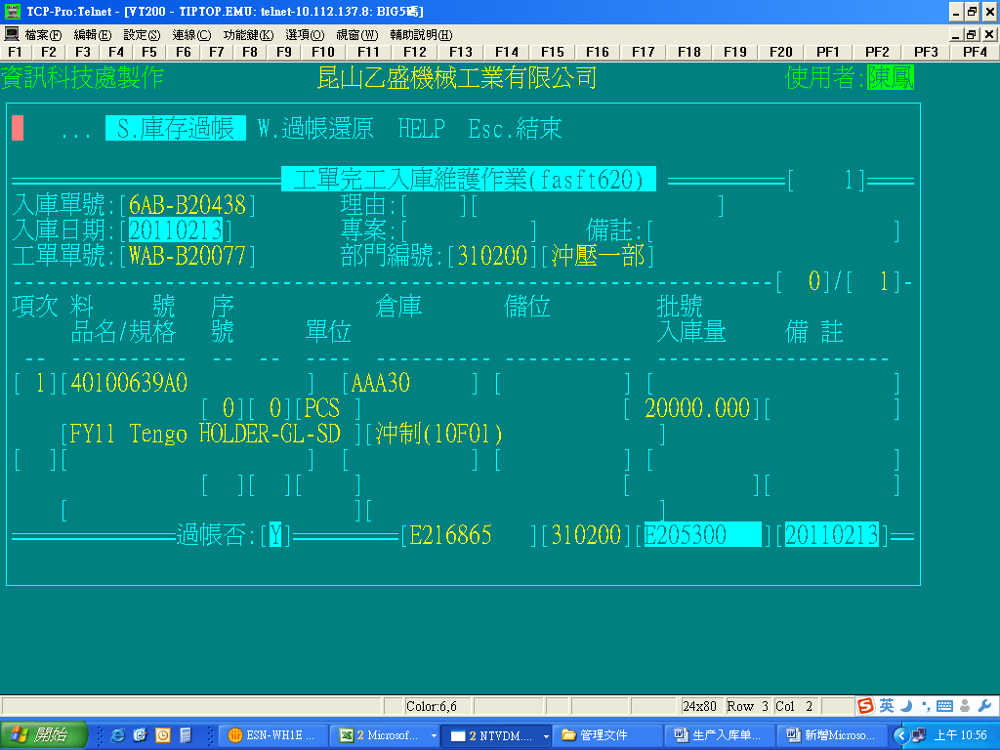 TCP-Pro:Telnet - [VT200 - TIPTOP.EMU: telnet-10.112.137.8: BIG5碼]
檔案(F) 編輯(E) 設定(S) 連線(C) 功能鍵(K) 選項(O) 視窗(W) 輔助說明(H)
F1 F2 F3 F4 F5 F6 F7 F8 F9 F10 F11 F12 F13 F14 F15 F16 F17 F18 F19 F20 PF1 PF2 PF3 PF4
資訊科技處製作 昆山乙盛機械工業有限公司 使用者:陳鳳
... S.庫存過帳 W.過帳還原 HELP Esc.結束
工單完工入庫維護作業(fasft620) [ 1]
入庫單號:[6AB-B20438] 理由:[ ][ ]
入庫日期:[20110213] 專案:[ ] 備註:[ ]
工單單號:[WAB-B20077] 部門編號:[310200][沖壓一部]
[ 0]/[ 1]-
項次 料 號 序 倉庫 儲位 批號
品名/規格 號 單位 入庫量 備 註
[ 1][40100639A0 ] [AAA30 ] [ ] [ ]
[ 0][ 0][PCS ] [ 20000.000][ ]
[FY11 Tengo HOLDER-GL-SD ][沖制(10F01) ]
[ ][ ] [ ] [ ] [ ]
[ ][ ][ ] [ ][ ]
[ ][ ]
過帳否:[Y] [E216865 ][310200][E205300 ][20110213]
Color:6,6 24x80 Row 3 Col 2 英
開始 ESN-WH1E ... 2 Microsof... 2 NTVDM.... 管理文件 生产入库单... 新增Microso... 上午 10:56